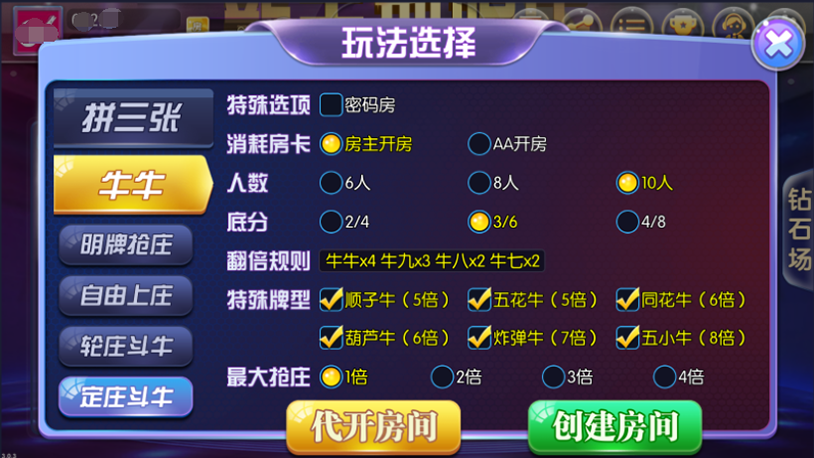 玩法选择
拼三张
牛牛
明牌抢庄
自由上庄
轮庄斗牛
定庄斗牛
特殊选项 密码房
消耗房卡 房主开房 AA开房
人数 6人 8人 10人
底分 2/4 3/6 4/8
翻倍规则 牛牛x4 牛九x3 牛八x2 牛七x2
特殊牌型 顺子牛（5倍） 五花牛（5倍） 同花牛（6倍）
葫芦牛（6倍） 炸弹牛（7倍） 五小牛（8倍）
最大抢庄 1倍 2倍 3倍 4倍
代开房间 创建房间
钻石场
3.0.3